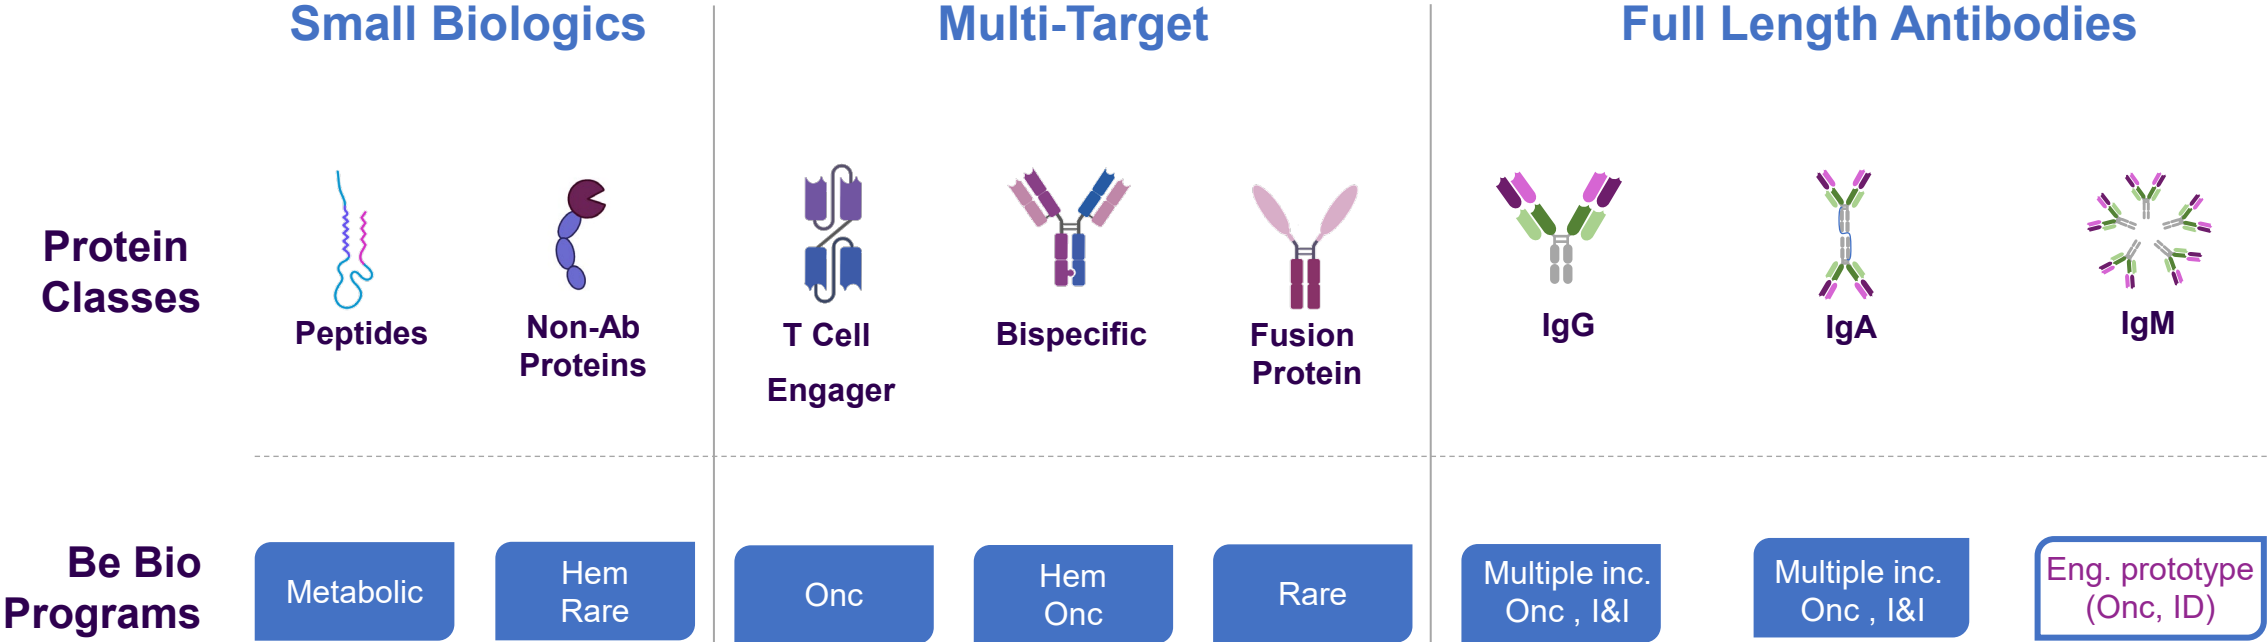 Small Biologics
Multi-Target
Full Length Antibodies
Protein
Classes
Peptides
Non-Ab
Proteins
T Cell
Engager
Bispecific
Fusion
Protein
IgG
IgA
IgM
Be Bio
Programs
Metabolic
Hem
Rare
Onc
Hem
Onc
Rare
Multiple inc.
Onc , I&I
Multiple inc.
Onc , I&I
Eng. prototype
(Onc, ID)